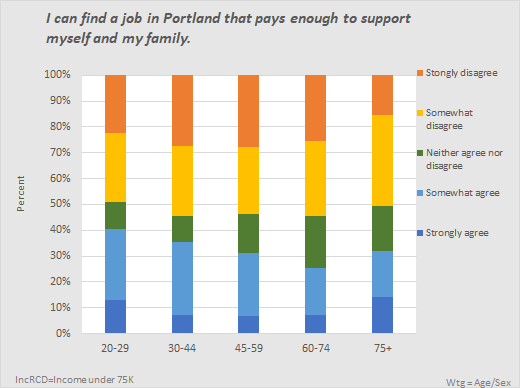 I can find a job in Portland that pays enough to support
myself and my family.
100%
90%
80%
70%
60%
50%
40%
30%
20%
10%
0%
Percent
20-29
30-44
45-59
60-74
75+
Stongly disagree
Somewhat
disagree
Neither agree nor
disagree
Somewhat agree
Strongly agree
IncRCD=Income under 75K
Wtg = Age/Sex